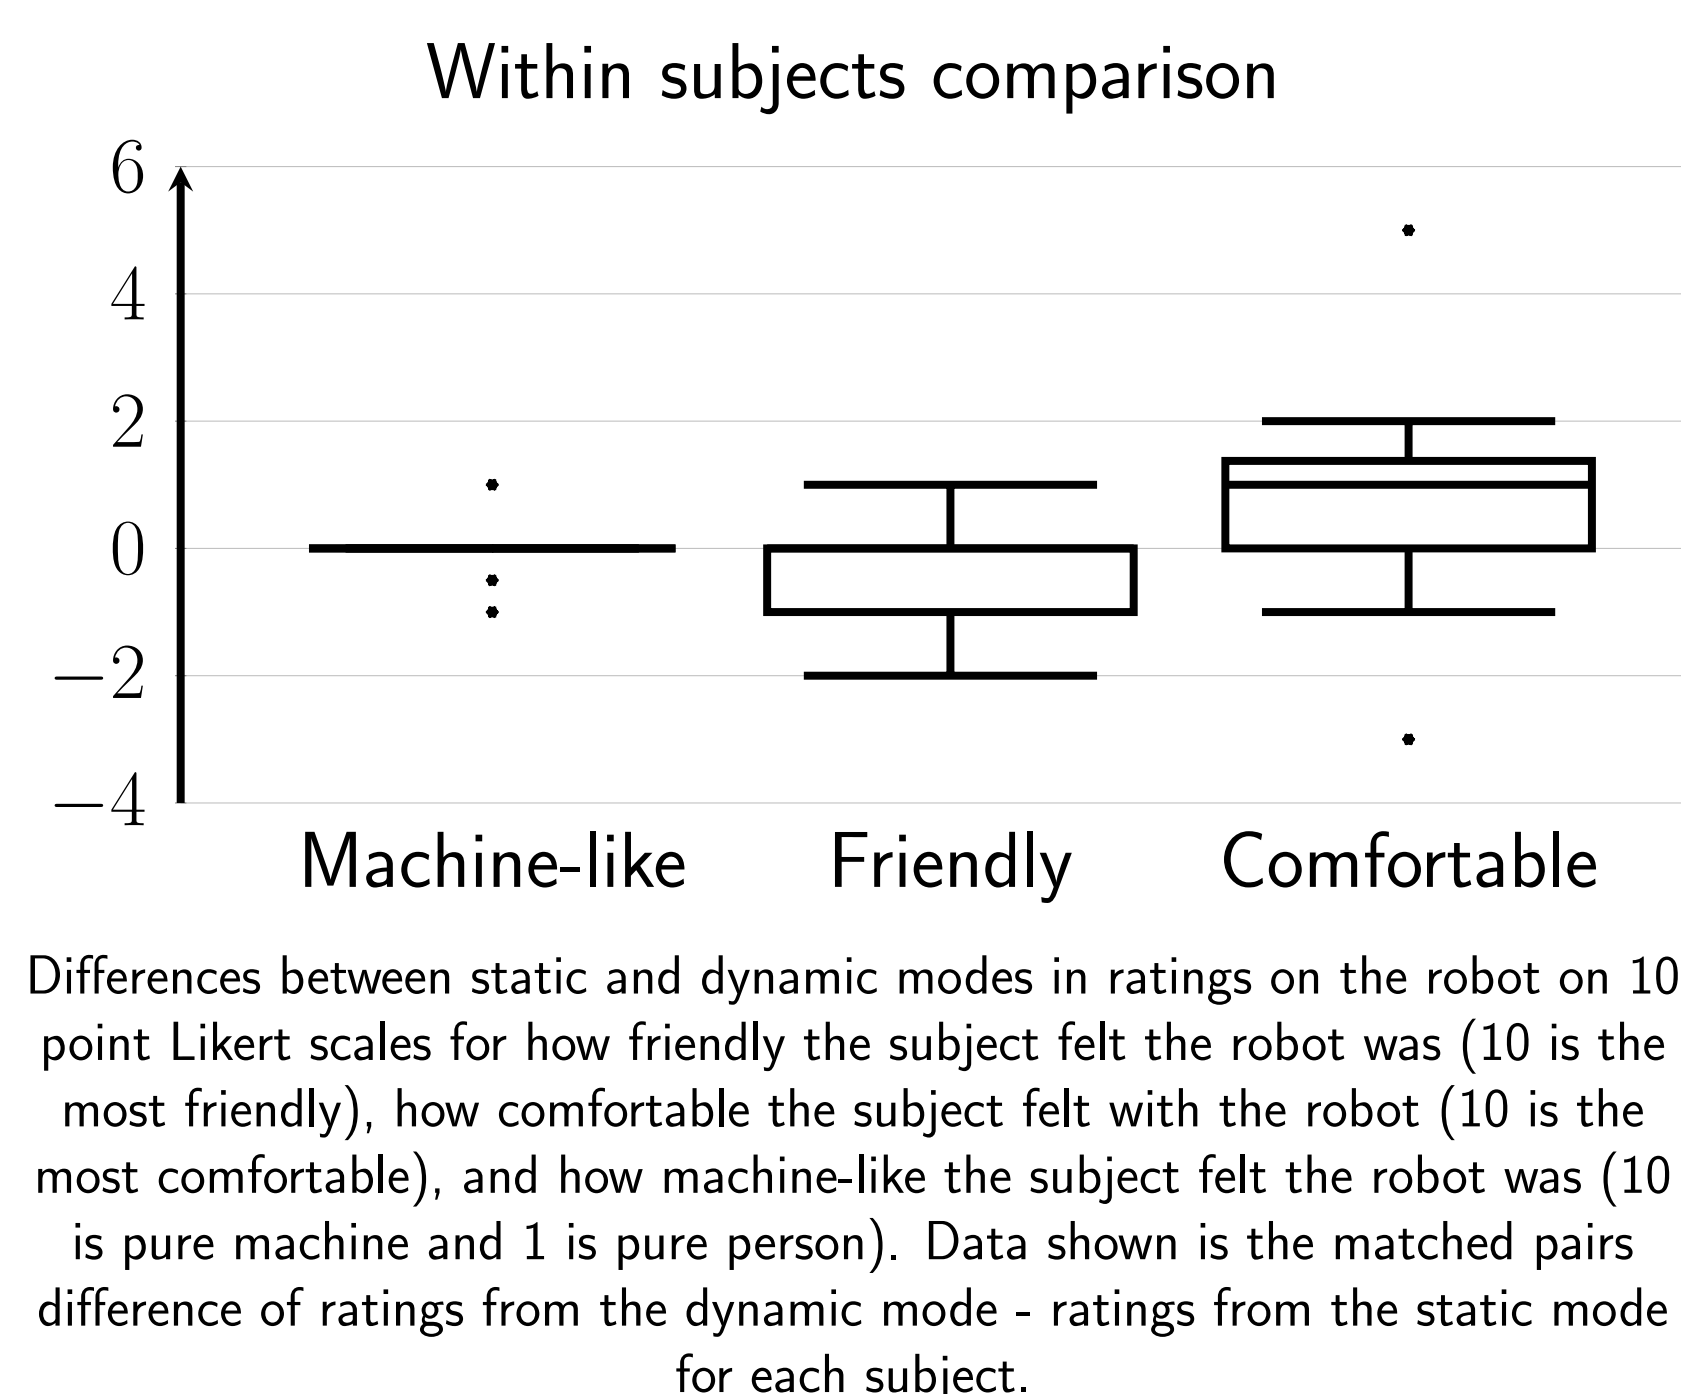 Within subjects comparison
6
4
2
0
−2
−4
Machine-like Friendly Comfortable
Differences between static and dynamic modes in ratings on the robot on 10
point Likert scales for how friendly the subject felt the robot was (10 is the
most friendly), how comfortable the subject felt with the robot (10 is the
most comfortable), and how machine-like the subject felt the robot was (10
is pure machine and 1 is pure person). Data shown is the matched pairs
difference of ratings from the dynamic mode - ratings from the static mode
for each subject.